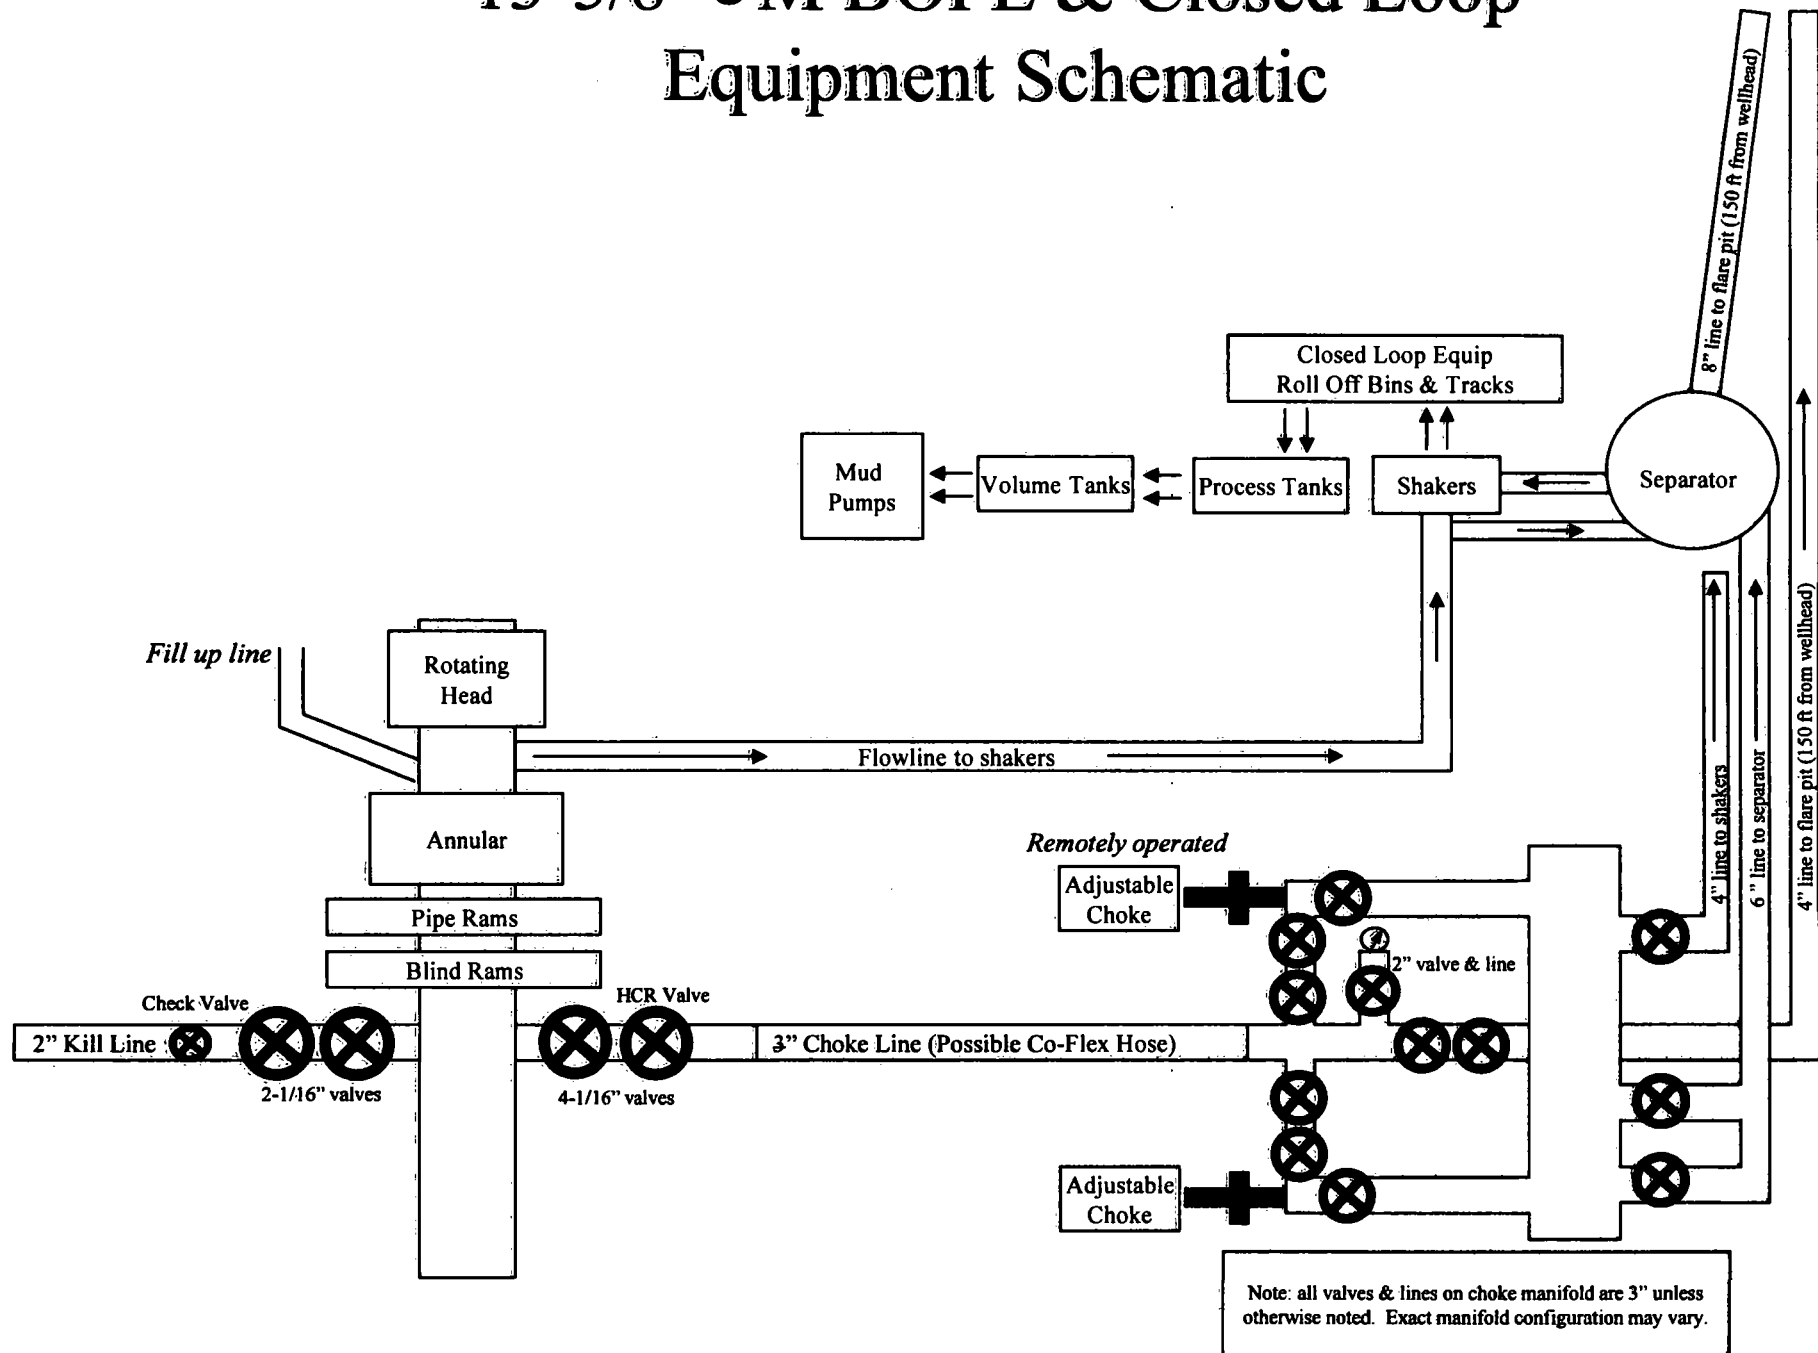 BOPE & Closed Loop
Equipment Schematic
8" line to flare pit (150 ft from wellhead)
Closed Loop Equip
Roll Off Bins & Tracks
Mud
Pumps
Volume Tanks
Process Tanks
Shakers
Separator
Fill up line
Rotating
Head
Flowline to shakers
Annular
Pipe Rams
Blind Rams
Remotely operated
Adjustable
Choke
2" valve & line
4" line to shakers
6" line to separator
4" line to flare pit (150 ft from wellhead)
Check Valve
HCR Valve
2" Kill Line
3" Choke Line (Possible Co-Flex Hose)
2-1/16" valves
4-1/16" valves
Adjustable
Choke
Note: all valves & lines on choke manifold are 3" unless
otherwise noted. Exact manifold configuration may vary.